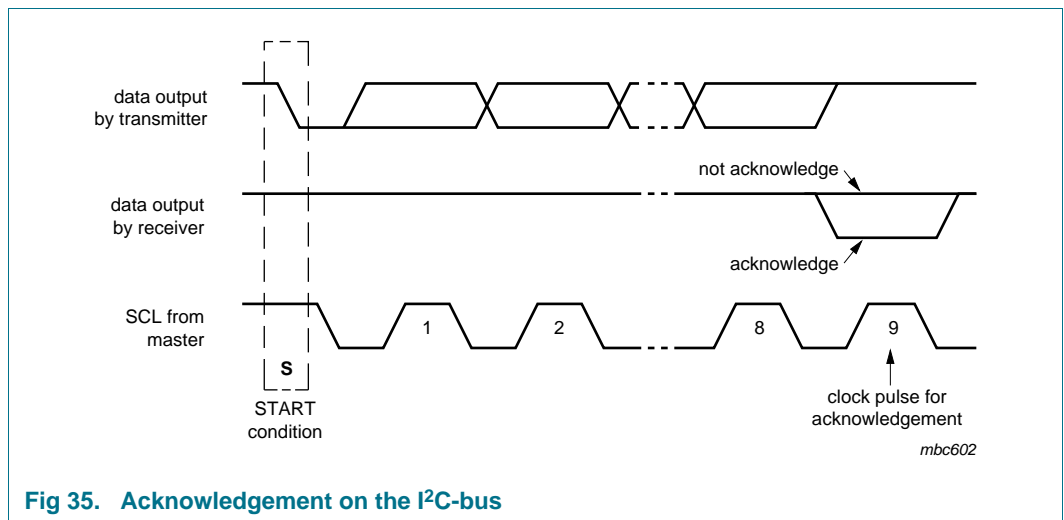 data output
by transmitter
not acknowledge
data output
by receiver
acknowledge
SCL from
master
1
2
8
9
S
START
condition
clock pulse for
acknowledgement
mbc602
Fig 35. Acknowledgement on the I²C-bus